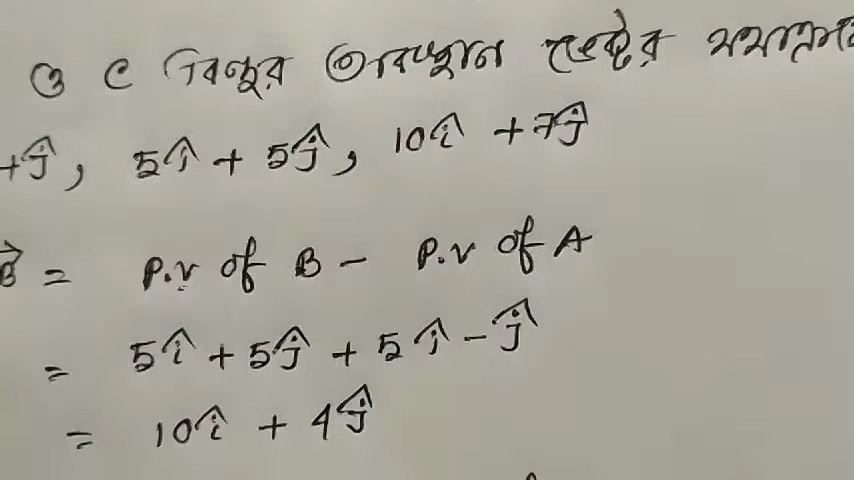 ও C বিন্দুর অবস্থান ভেক্টর যথাক্রমে
+ĵ, 5î + 5ĵ, 10î + 7ĵ
B⃗ = P.v of B - P.v of A
= 5î + 5ĵ + 5î - ĵ
= 10î + 4ĵ